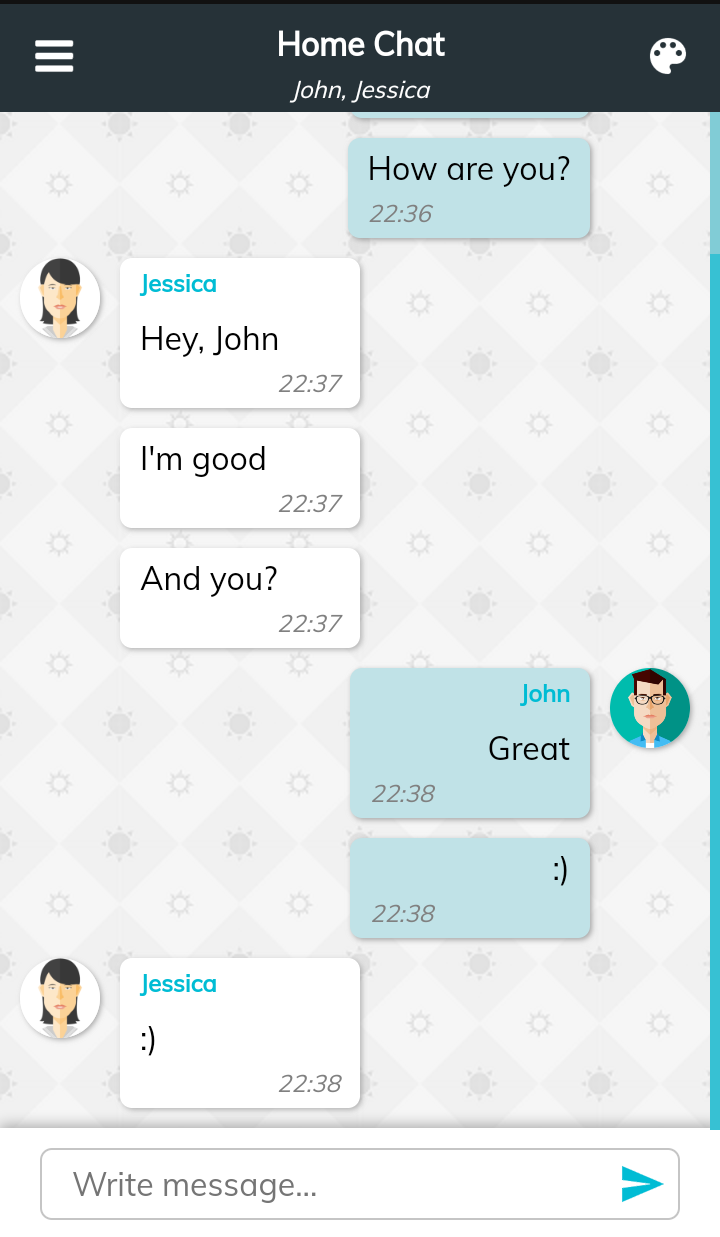 Home Chat
John, Jessica
How are you?
22:36
Jessica
Hey, John
22:37
I'm good
22:37
And you?
22:37
John
Great
22:38
:)
22:38
Jessica
:)
22:38
Write message...